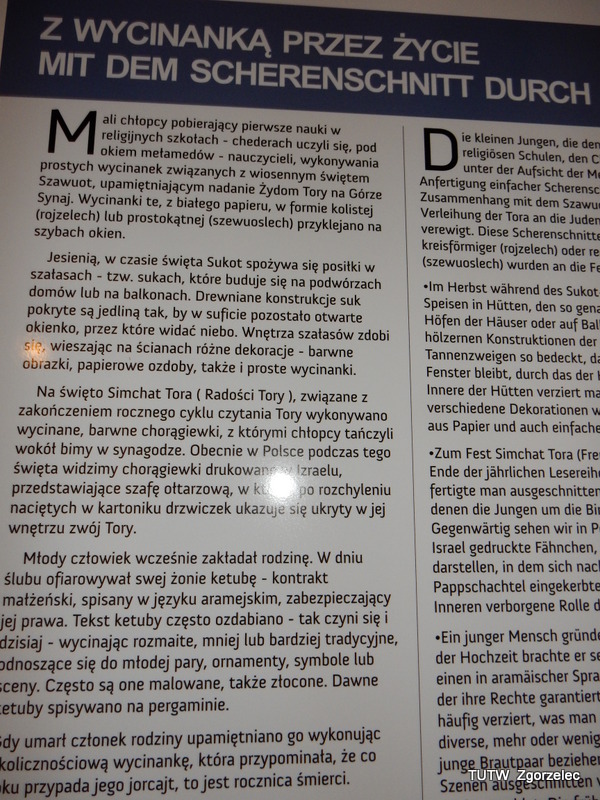 Z WYCINANKĄ PRZEZ ŻYCIE
MIT DEM SCHERENSCHNITT DURCH
Mali chłopcy pobierający pierwsze nauki w
religijnych szkołach - chederach uczyli się, pod
okiem mełamedów - nauczycieli, wykonywania
prostych wycinanek związanych z wiosennym świętem
Szawuot, upamiętniającym nadanie Żydom Tory na Górze
Synaj. Wycinanki te, z białego papieru, w formie kolistej
(rojzelech) lub prostokątnej (szewuoslech) przyklejano na
szybach okien.
Jesienią, w czasie święta Sukot spożywa się posiłki w
szałasach - tzw. sukach, które buduje się na podwórzach
domów lub na balkonach. Drewniane konstrukcje suk
pokryte są jedliną tak, by w suficie pozostało otwarte
okienko, przez które widać niebo. Wnętrza szałasów zdobi
się, wieszając na ścianach różne dekoracje - barwne
obrazki, papierowe ozdoby, także i proste wycinanki.
Na święto Simchat Tora ( Radości Tory ), związane z
zakończeniem rocznego cyklu czytania Tory wykonywano
wycinane, barwne chorągiewki, z którymi chłopcy tańczyli
wokół bimy w synagodze. Obecnie w Polsce podczas tego
święta widzimy chorągiewki drukowane w Izraelu,
przedstawiające szafę ołtarzową, w po rozchyleniu
naciętych w kartoniku drzwiczek ukazuje się ukryty w jej
wnętrzu zwój Tory.
Młody człowiek wcześnie zakładał rodzinę. W dniu
ślubu ofiarowywał swej żonie ketubę - kontrakt
małżeński, spisany w języku aramejskim, zabezpieczający
jej prawa. Tekst ketuby często ozdabiano - tak czyni się i
dzisiaj - wycinając rozmaite, mniej lub bardziej tradycyjne,
odnoszące się do młodej pary, ornamenty, symbole lub
sceny. Często są one malowane, także złocone. Dawne
ketuby spisywano na pergaminie.
Gdy umarł członek rodziny upamiętniano go wykonując
okolicznościową wycinankę, która przypominała, że co
roku przypada jego jorcajt, to jest rocznica śmierci.
Die kleinen Jungen, die den
religiösen Schulen, den C
unter der Aufsicht der Me
Anfertigung einfacher Scherensc
Zusammenhang mit dem Szawu
Verleihung der Tora an die Juden
verewigt. Diese Scherenschnitte
kreisförmiger (rojzelech) oder re
(szewuoslech) wurden an die Fe
•Im Herbst während des Sukot
Speisen in Hütten, den so gena
Höfen der Häuser oder auf Bal
hölzernen Konstruktionen der
Tannenzweigen so bedeckt, da
Fenster bleibt, durch das der H
Innere der Hütten verziert ma
verschiedene Dekorationen w
aus Papier und auch einfache
•Zum Fest Simchat Tora (Freu
Ende der jährlichen Lesereihe
fertigte man ausgeschnitten
denen die Jungen um die Bi
Gegenwärtig sehen wir in P
Israel gedruckte Fähnchen,
darstellen, in dem sich nach
Pappschachtel eingekerbte
Inneren verborgene Rolle d
•Ein junger Mensch gründe
der Hochzeit brachte er se
einen in aramäischer Spra
der ihre Rechte garantiert
häufig verziert, was man
diverse, mehr oder wenig
junge Brautpaar beziehen
Szenen ausgeschnitten
TUTW Zgorzelec